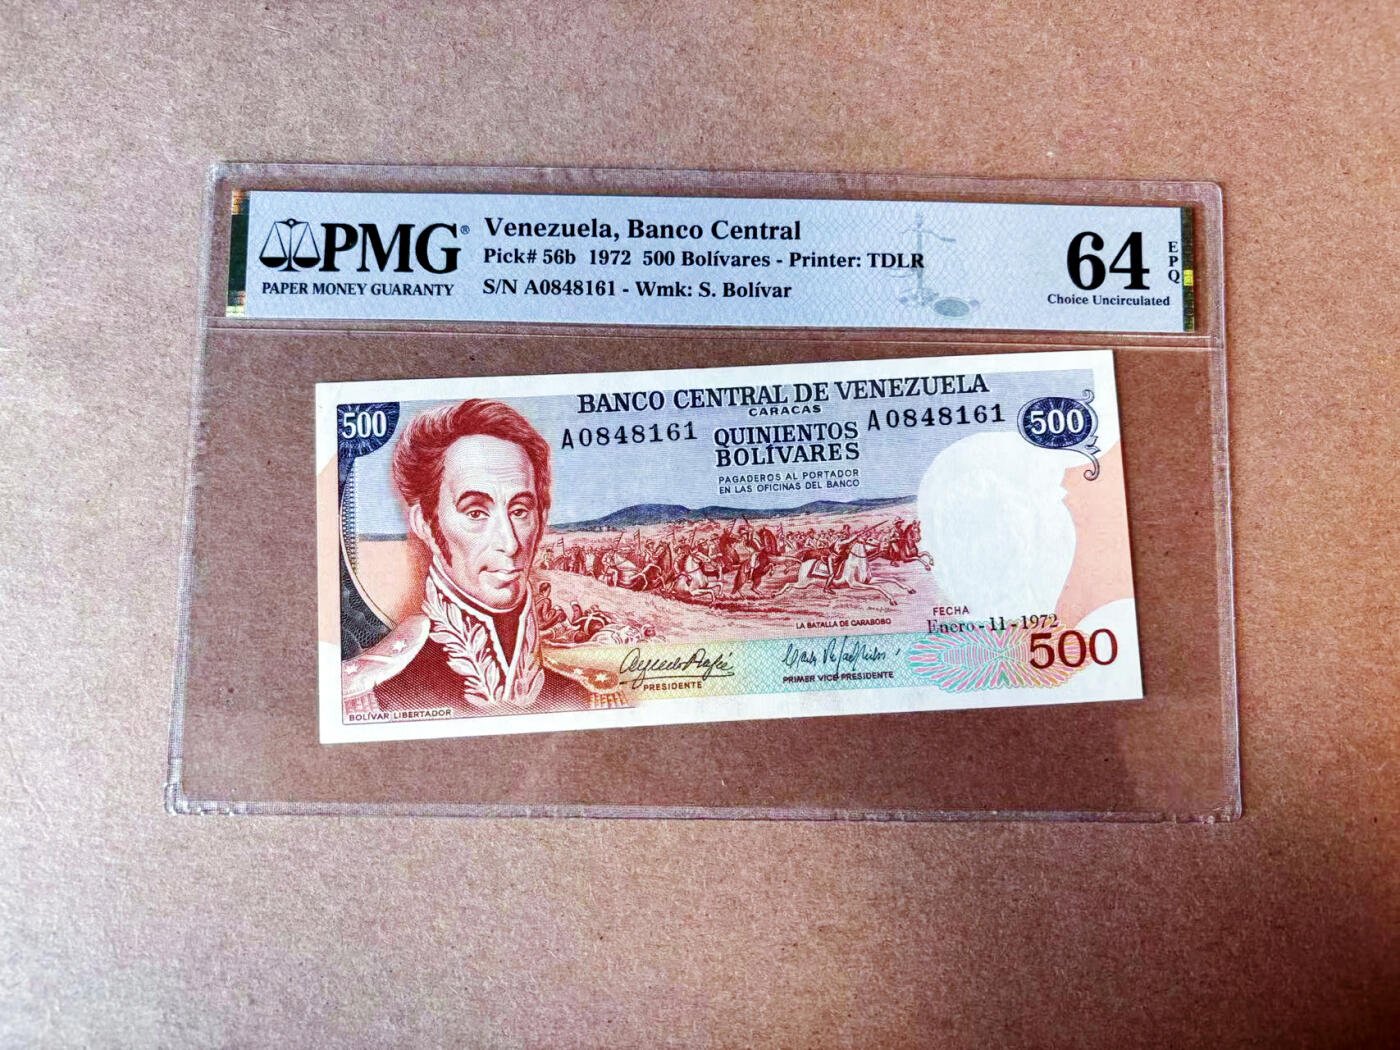 PMG®
PAPER MONEY GUARANTY
Venezuela, Banco Central
Pick# 56b 1972 500 Bolívares - Printer: TDLR
S/N A0848161 - Wmk: S. Bolívar
64
EPQ
Choice Uncirculated
500
BANCO CENTRAL DE VENEZUELA
CARACAS
A0848161
A0848161
500
QUINIENTOS
BOLÍVARES
PAGADEROS AL PORTADOR
EN LAS OFICINAS DEL BANCO
LA BATALLA DE CARABOBO
FECHA
Enero - 11 - 1972
500
PRESIDENTE
PRIMER VICE PRESIDENTE
BOLÍVAR LIBERTADOR